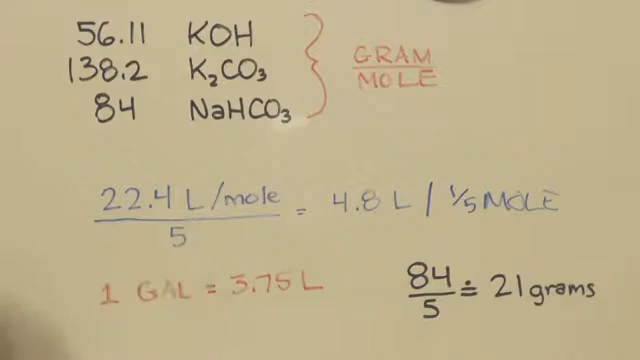 56.11 KOH
138.2 K₂CO₃
84 NaHCO₃
GRAM
MOLE
22.4 L/mole
5
= 4.8 L / 1/5 MOLE
1 GAL = 3.75 L
84
5
≐ 21 grams